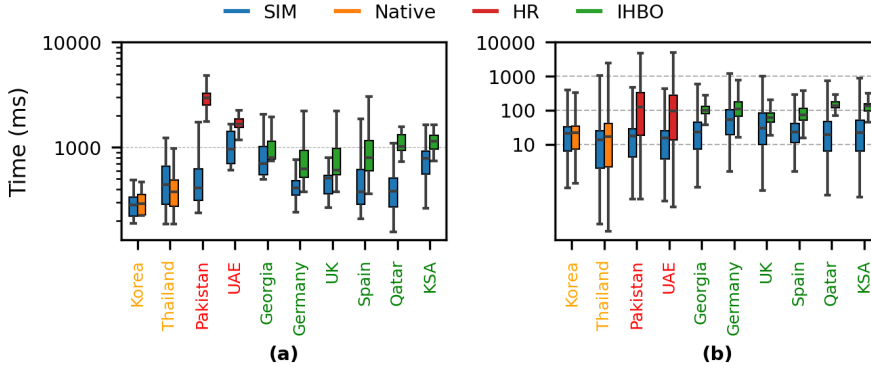 SIM Native HR IHBO
Time (ms)
10000
1000
Korea
Thailand
Pakistan
UAE
Georgia
Germany
UK
Spain
Qatar
KSA
(a)
10000
1000
100
10
Korea
Thailand
Pakistan
UAE
Georgia
Germany
UK
Spain
Qatar
KSA
(b)